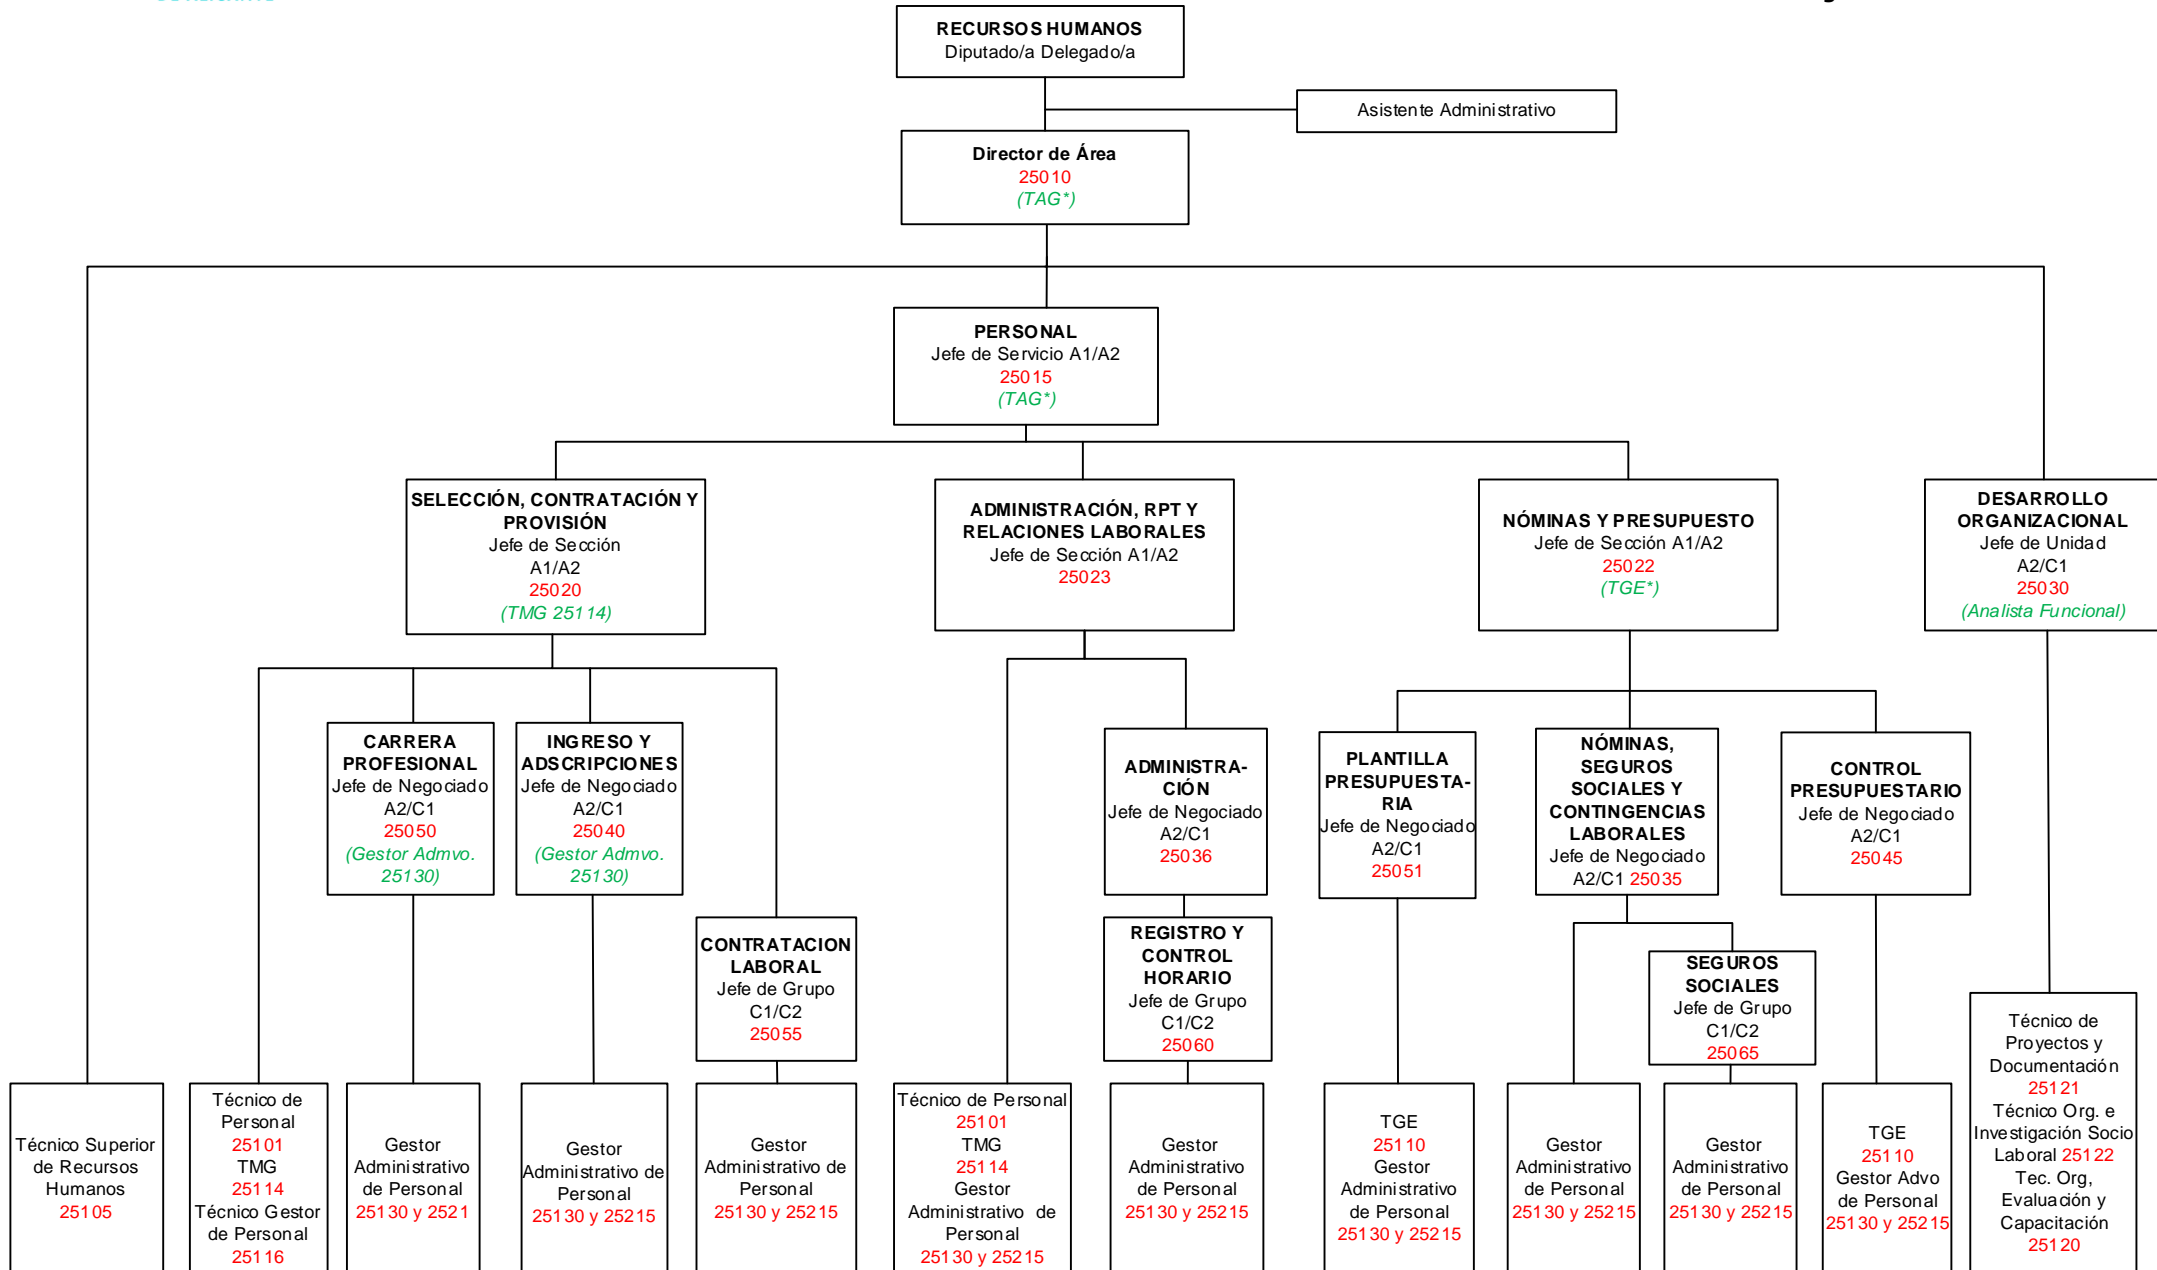 RECURSOS HUMANOS
Diputado/a Delegado/a
Asistente Administrativo
Director de Área
25010
(TAG*)
PERSONAL
Jefe de Servicio A1/A2
25015
(TAG*)
SELECCIÓN, CONTRATACIÓN Y
PROVISIÓN
Jefe de Sección
A1/A2
25020
(TMG 25114)
ADMINISTRACIÓN, RPT Y
RELACIONES LABORALES
Jefe de Sección A1/A2
25023
NÓMINAS Y PRESUPUESTO
Jefe de Sección A1/A2
25022
(TGE*)
DESARROLLO
ORGANIZACIONAL
Jefe de Unidad
A2/C1
25030
(Analista Funcional)
CARRERA
PROFESIONAL
Jefe de Negociado
A2/C1
25050
(Gestor Admvo.
25130)
INGRESO Y
ADSCRIPCIONES
Jefe de Negociado
A2/C1
25040
(Gestor Admvo.
25130)
CONTRATACION
LABORAL
Jefe de Grupo
C1/C2
25055
ADMINISTRA-
CIÓN
Jefe de Negociado
A2/C1
25036
REGISTRO Y
CONTROL
HORARIO
Jefe de Grupo
C1/C2
25060
PLANTILLA
PRESUPUESTA-
RIA
Jefe de Negociado
A2/C1
25051
NÓMINAS,
SEGUROS
SOCIALES Y
CONTINGENCIAS
LABORALES
Jefe de Negociado
A2/C1 25035
SEGUROS
SOCIALES
Jefe de Grupo
C1/C2
25065
CONTROL
PRESUPUESTARIO
Jefe de Negociado
A2/C1
25045
Técnico Superior
de Recursos
Humanos
25105
Técnico de
Personal
25101
TMG
25114
Técnico Gestor
de Personal
25116
Gestor
Administrativo
de Personal
25130 y 2521
Gestor
Administrativo de
Personal
25130 y 25215
Gestor
Administrativo de
Personal
25130 y 25215
Técnico de Personal
25101
TMG
25114
Gestor
Administrativo de
Personal
25130 y 25215
Gestor
Administrativo
de Personal
25130 y 25215
TGE
25110
Gestor
Administrativo
de Personal
25130 y 25215
Gestor
Administrativo
de Personal
25130 y 25215
Gestor
Administrativo
de Personal
25130 y 25215
TGE
25110
Gestor Advo
de Personal
25130 y 25215
Técnico de
Proyectos y
Documentación
25121
Técnico Org. e
Investigación Socio
Laboral 25122
Tec. Org,
Evaluación y
Capacitación
25120